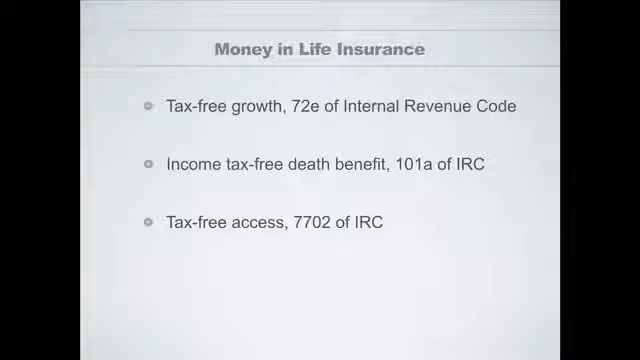 Money in Life Insurance
Tax-free growth, 72e of Internal Revenue Code
Income tax-free death benefit, 101a of IRC
Tax-free access, 7702 of IRC